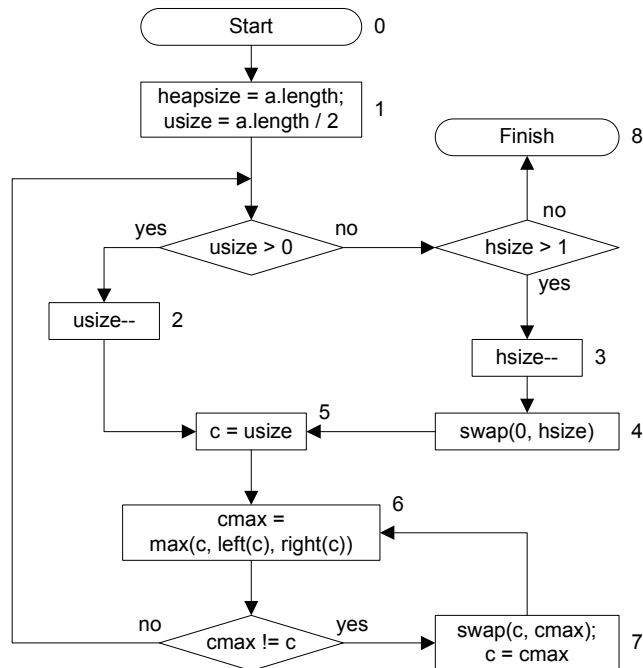 Start
0
heapsize = a.length;
usize = a.length / 2
1
Finish
8
yes
usize > 0
no
hsize > 1
no
yes
usize--
2
hsize--
3
5
c = usize
swap(0, hsize)
4
6
cmax =
max(c, left(c), right(c))
no
cmax != c
yes
swap(c, cmax);
c = cmax
7